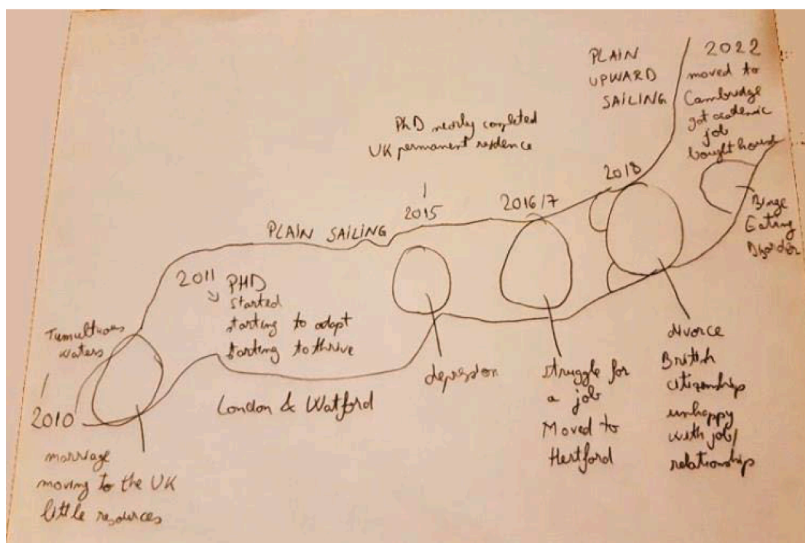 PLAIN
UPWARD
SAILING
2022
moved to
Cambridge
got academic
job
bought house
PhD nearly completed
UK permanent residence
2015
2016/7
2018
Binge
Eating
Disorder
PLAIN SAILING
2011
PHD
started
starting to adapt
starting to thrive
Tumultuous
waters
2010
London & Watford
marriage
moving to the UK
little resources
depression
struggle for
a job
Moved to
Hertford
divorce
British
citizenship
unhappy
with job/
relationship